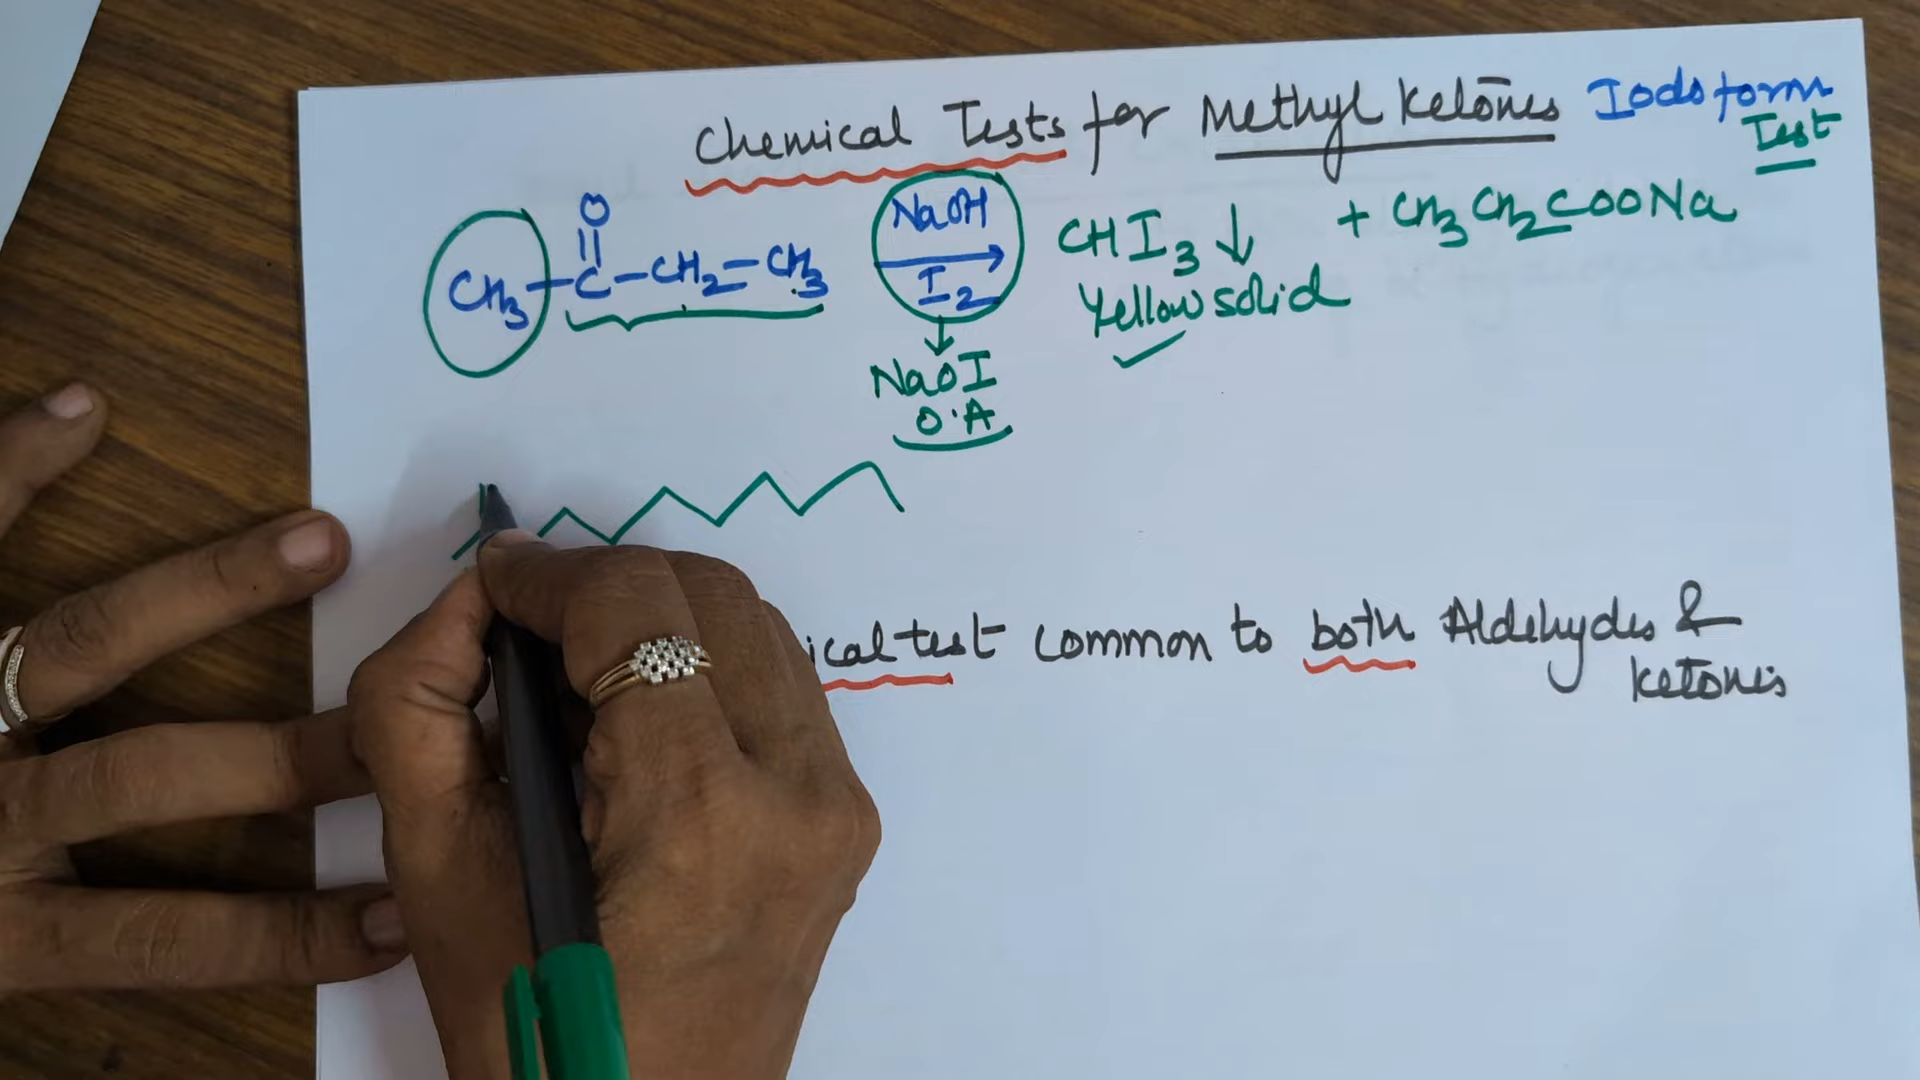 Chemical Tests for Methyl Ketones Iodoform Test
O
||
CH3-C-CH2-CH3
NaOH
I2
CHI3↓ + CH3CH2COONa
Yellow solid
NaOI
O·A
ical test common to both Aldehydes &
Ketones